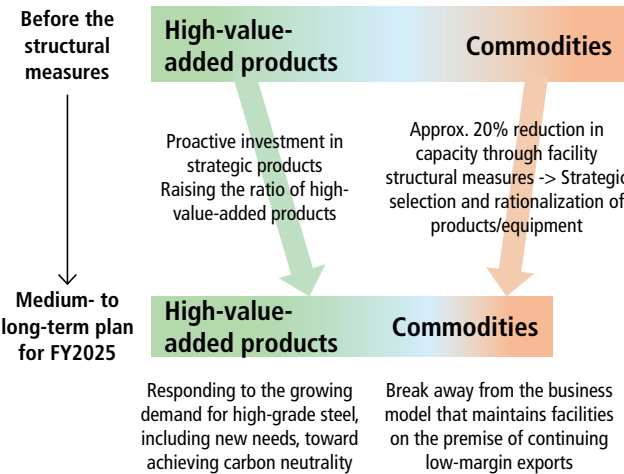 Before the
structural
measures
High-value-
added products
Commodities
Proactive investment in
strategic products
Raising the ratio of high-
value-added products
Approx. 20% reduction in
capacity through facility
structural measures -> Strategic
selection and rationalization of
products/equipment
Medium- to
long-term plan
for FY2025
High-value-
added products
Commodities
Responding to the growing
demand for high-grade steel,
including new needs, toward
achieving carbon neutrality
Break away from the business
model that maintains facilities
on the premise of continuing
low-margin exports